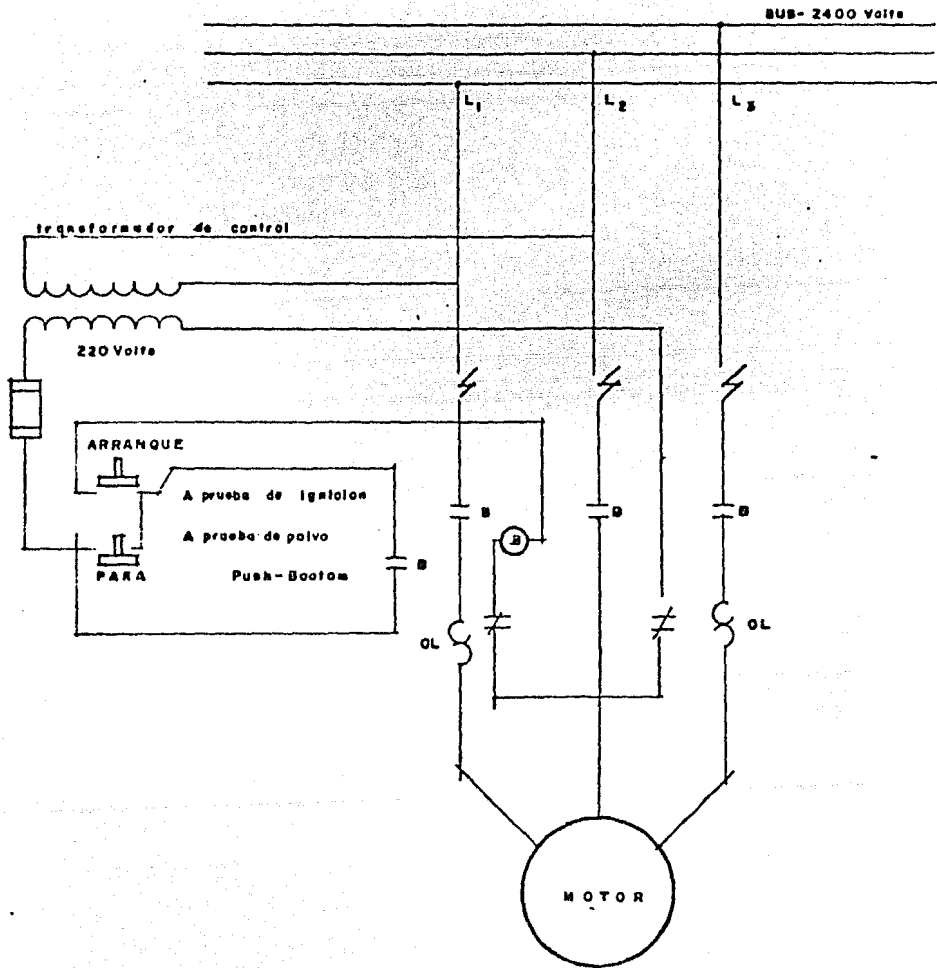 BUS- 2400 Volts
L1 L2 L3
transformador de control
220 Volts
ARRANQUE
A prueba de ignicion
A prueba de polvo
PARA
Push-Bootom
B
B
B
B
B
OL
OL
MOTOR